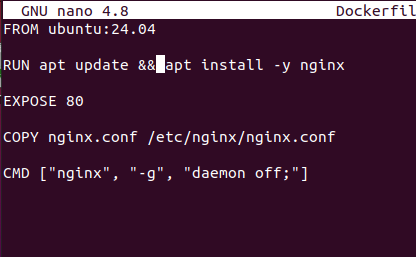 GNU nano 4.8 Dockerfil
FROM ubuntu:24.04
RUN apt update && apt install -y nginx
EXPOSE 80
COPY nginx.conf /etc/nginx/nginx.conf
CMD ["nginx", "-g", "daemon off;"]